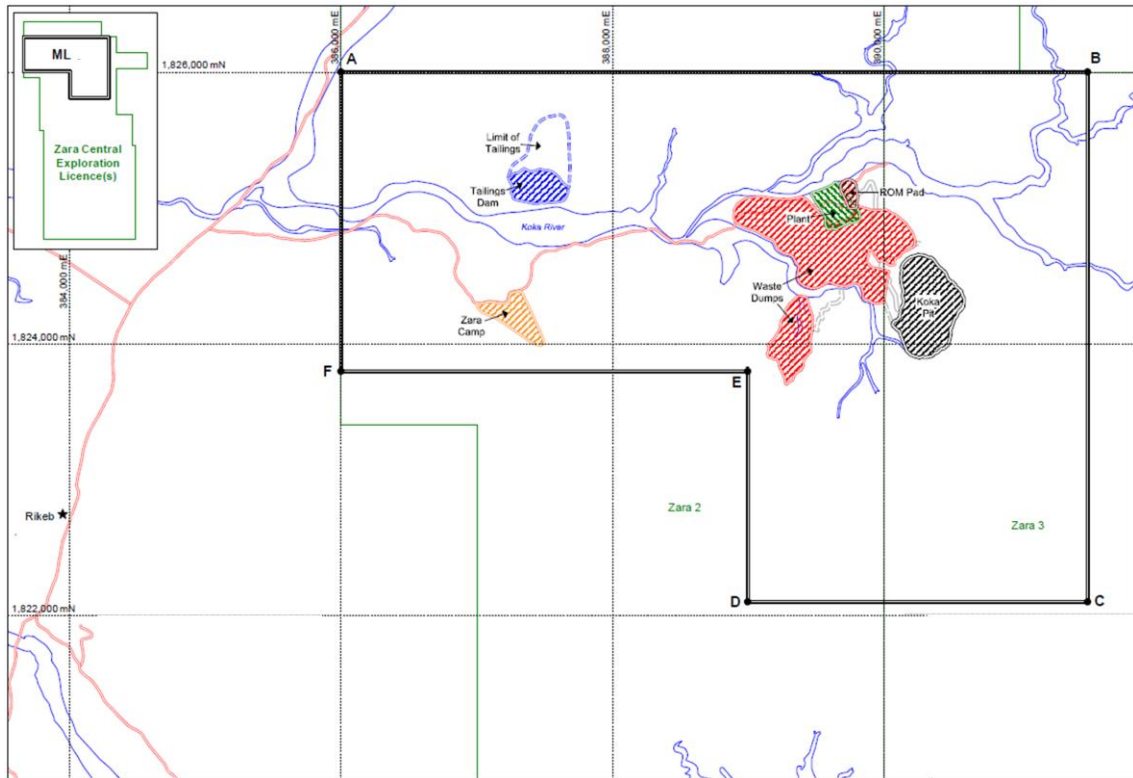 ML
Zara Central
Exploration
Licence(s)
384,000 mE
386,000 mE
388,000 mE
390,000 mE
1,826,000 mN
A
B
Limit of
Tailings
Tailings
Dam
Koka River
ROM Pad
Plant
Waste
Dumps
Koka
Pit
Zara
Camp
1,824,000 mN
F
E
Rikeb
Zara 2
Zara 3
1,822,000 mN
D
C